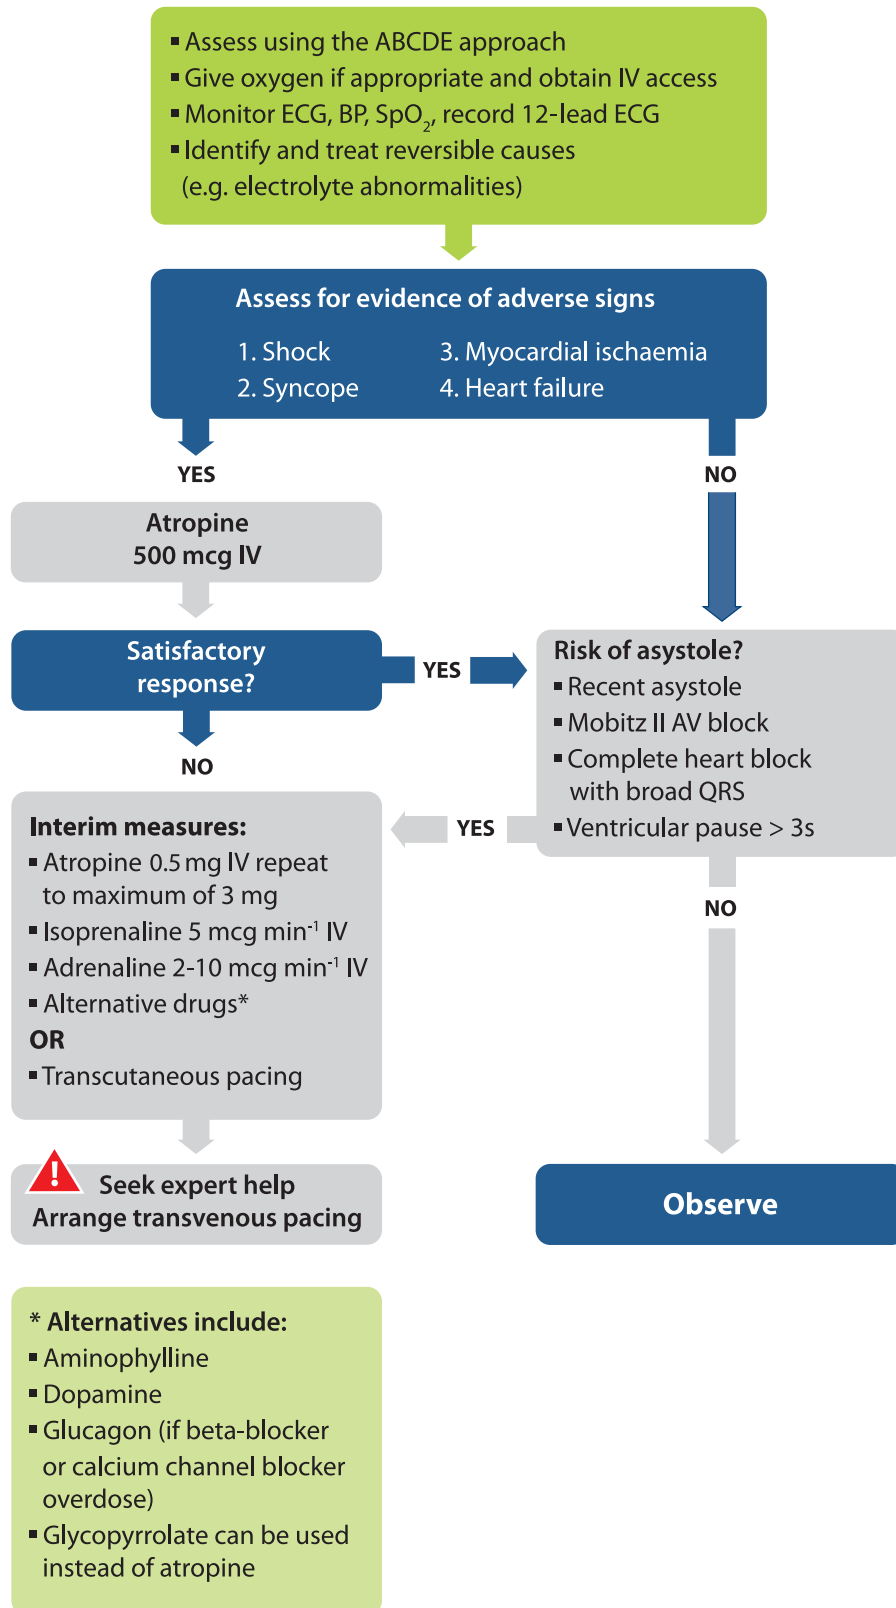 ▪ Assess using the ABCDE approach
▪ Give oxygen if appropriate and obtain IV access
▪ Monitor ECG, BP, SpO₂, record 12-lead ECG
▪ Identify and treat reversible causes
(e.g. electrolyte abnormalities)
Assess for evidence of adverse signs
1. Shock
2. Syncope
3. Myocardial ischaemia
4. Heart failure
YES
NO
Atropine
500 mcg IV
Satisfactory
response?
YES
NO
Risk of asystole?
▪ Recent asystole
▪ Mobitz II AV block
▪ Complete heart block
with broad QRS
▪ Ventricular pause > 3s
YES
NO
Interim measures:
▪ Atropine 0.5 mg IV repeat
to maximum of 3 mg
▪ Isoprenaline 5 mcg min⁻¹ IV
▪ Adrenaline 2-10 mcg min⁻¹ IV
▪ Alternative drugs*
OR
▪ Transcutaneous pacing
!
Seek expert help
Arrange transvenous pacing
Observe
* Alternatives include:
▪ Aminophylline
▪ Dopamine
▪ Glucagon (if beta-blocker
or calcium channel blocker
overdose)
▪ Glycopyrrolate can be used
instead of atropine